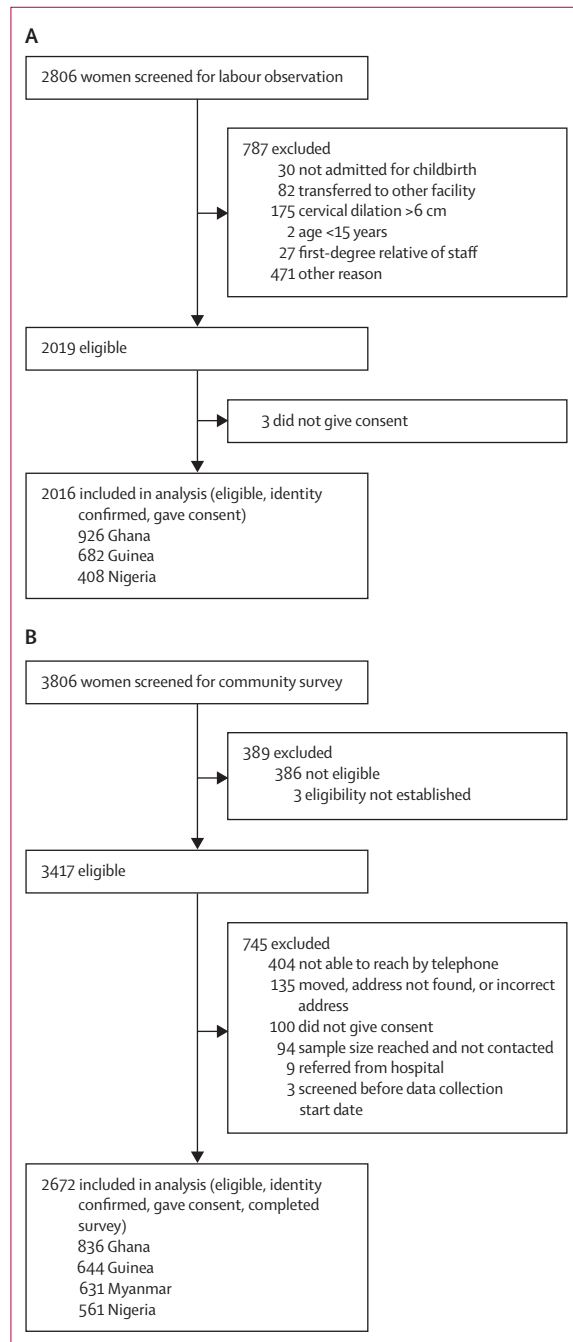 A
2806 women screened for labour observation
787 excluded
30 not admitted for childbirth
82 transferred to other facility
175 cervical dilation >6 cm
2 age <15 years
27 first-degree relative of staff
471 other reason
2019 eligible
3 did not give consent
2016 included in analysis (eligible, identity
confirmed, gave consent)
926 Ghana
682 Guinea
408 Nigeria
B
3806 women screened for community survey
389 excluded
386 not eligible
3 eligibility not established
3417 eligible
745 excluded
404 not able to reach by telephone
135 moved, address not found, or incorrect
address
100 did not give consent
94 sample size reached and not contacted
9 referred from hospital
3 screened before data collection
start date
2672 included in analysis (eligible, identity
confirmed, gave consent, completed
survey)
836 Ghana
644 Guinea
631 Myanmar
561 Nigeria